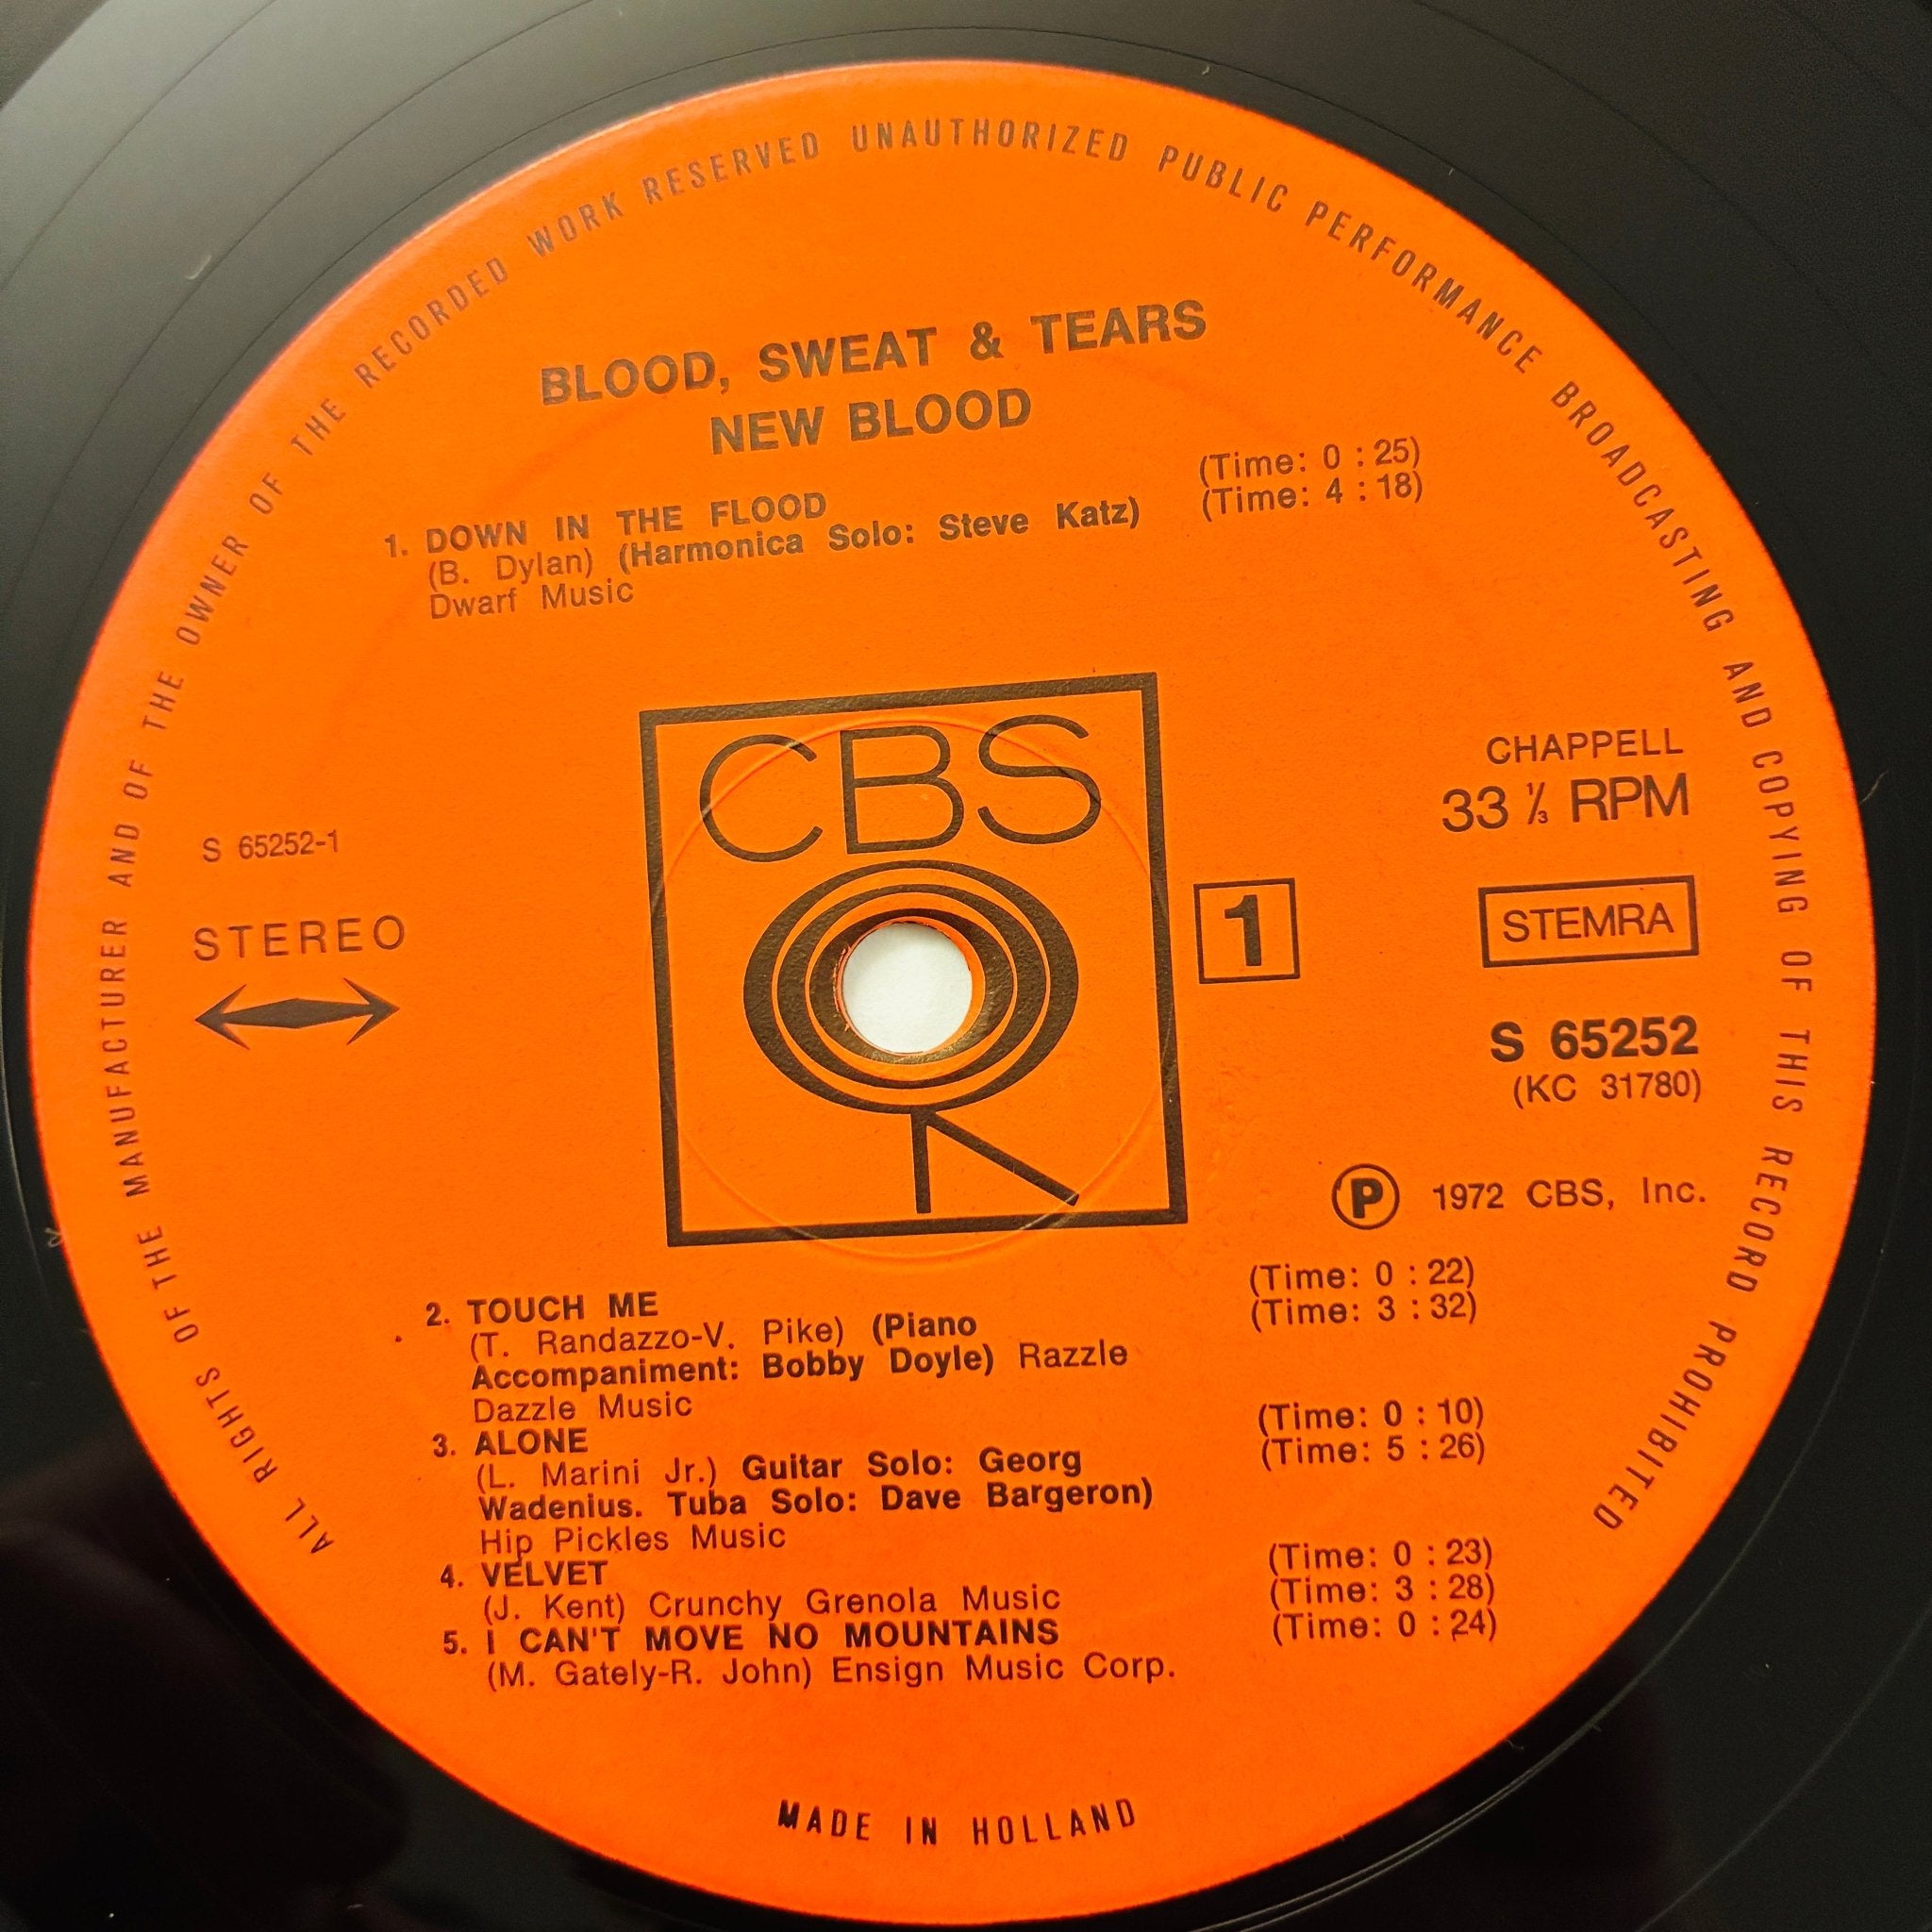 ALL RIGHTS OF THE MANUFACTURER AND OF THE OWNER OF THE RECORDED WORK RESERVED UNAUTHORIZED PUBLIC PERFORMANCE BROADCASTING AND COPYING OF THIS RECORD PROHIBITED
BLOOD, SWEAT & TEARS
NEW BLOOD
(Time: 0 : 25)
1. DOWN IN THE FLOOD (Time: 4 : 18)
(B. Dylan) (Harmonica Solo: Steve Katz)
Dwarf Music
CBS
S 65252-1
STEREO
1
CHAPPELL
33 ⅓ RPM
STEMRA
S 65252
(KC 31780)
℗ 1972 CBS, Inc.
(Time: 0 : 22)
2. TOUCH ME (Time: 3 : 32)
(T. Randazzo-V. Pike) (Piano
Accompaniment: Bobby Doyle) Razzle
Dazzle Music (Time: 0 : 10)
3. ALONE (Time: 5 : 26)
(L. Marini Jr.) Guitar Solo: Georg
Wadenius. Tuba Solo: Dave Bargeron)
Hip Pickles Music (Time: 0 : 23)
4. VELVET (Time: 3 : 28)
(J. Kent) Crunchy Grenola Music (Time: 0 : 24)
5. I CAN'T MOVE NO MOUNTAINS
(M. Gately-R. John) Ensign Music Corp.
MADE IN HOLLAND